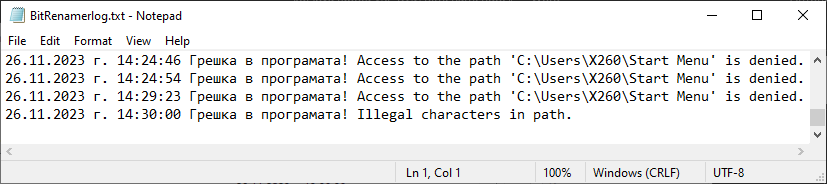 BitRenamerlog.txt - Notepad
File Edit Format View Help
26.11.2023 г. 14:24:46 Грешка в програмата! Access to the path 'C:\Users\X260\Start Menu' is denied.
26.11.2023 г. 14:24:54 Грешка в програмата! Access to the path 'C:\Users\X260\Start Menu' is denied.
26.11.2023 г. 14:29:23 Грешка в програмата! Access to the path 'C:\Users\X260\Start Menu' is denied.
26.11.2023 г. 14:30:00 Грешка в програмата! Illegal characters in path.
Ln 1, Col 1 100% Windows (CRLF) UTF-8